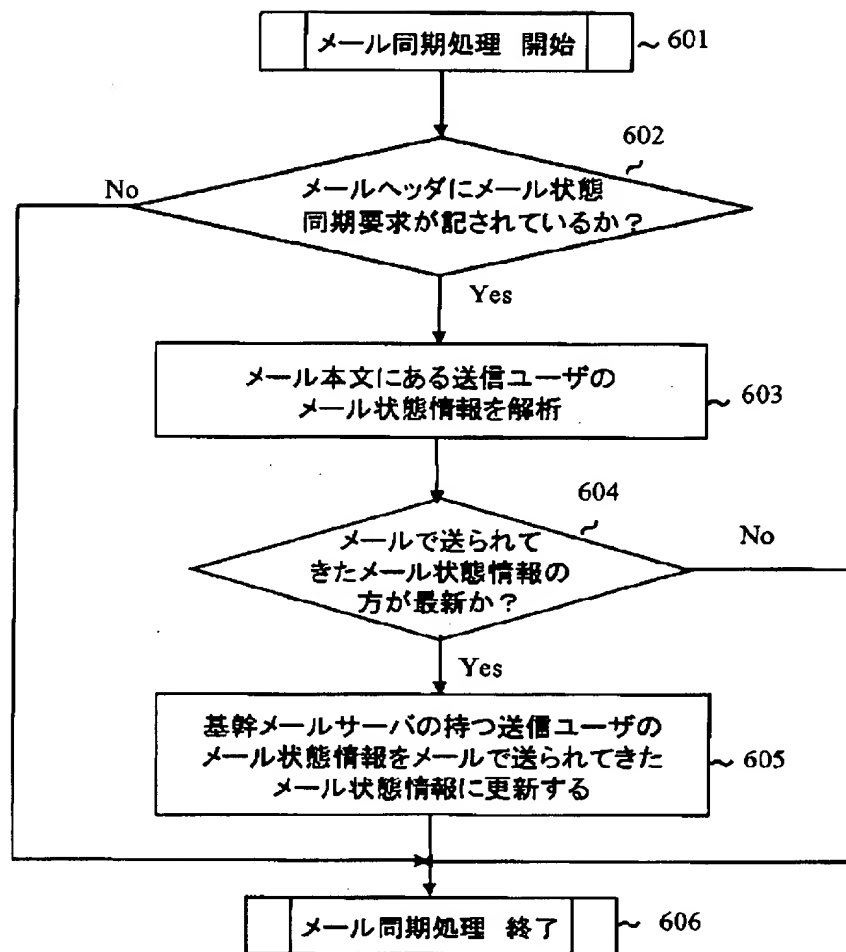 メール同期処理 開始
～601
602
メールヘッダにメール状態
同期要求が記されているか？
No
Yes
メール本文にある送信ユーザの
メール状態情報を解析
～603
604
メールで送られて
きたメール状態情報の
方が最新か？
No
Yes
基幹メールサーバの持つ送信ユーザの
メール状態情報をメールで送られてきた
メール状態情報に更新する
～605
メール同期処理 終了
～606